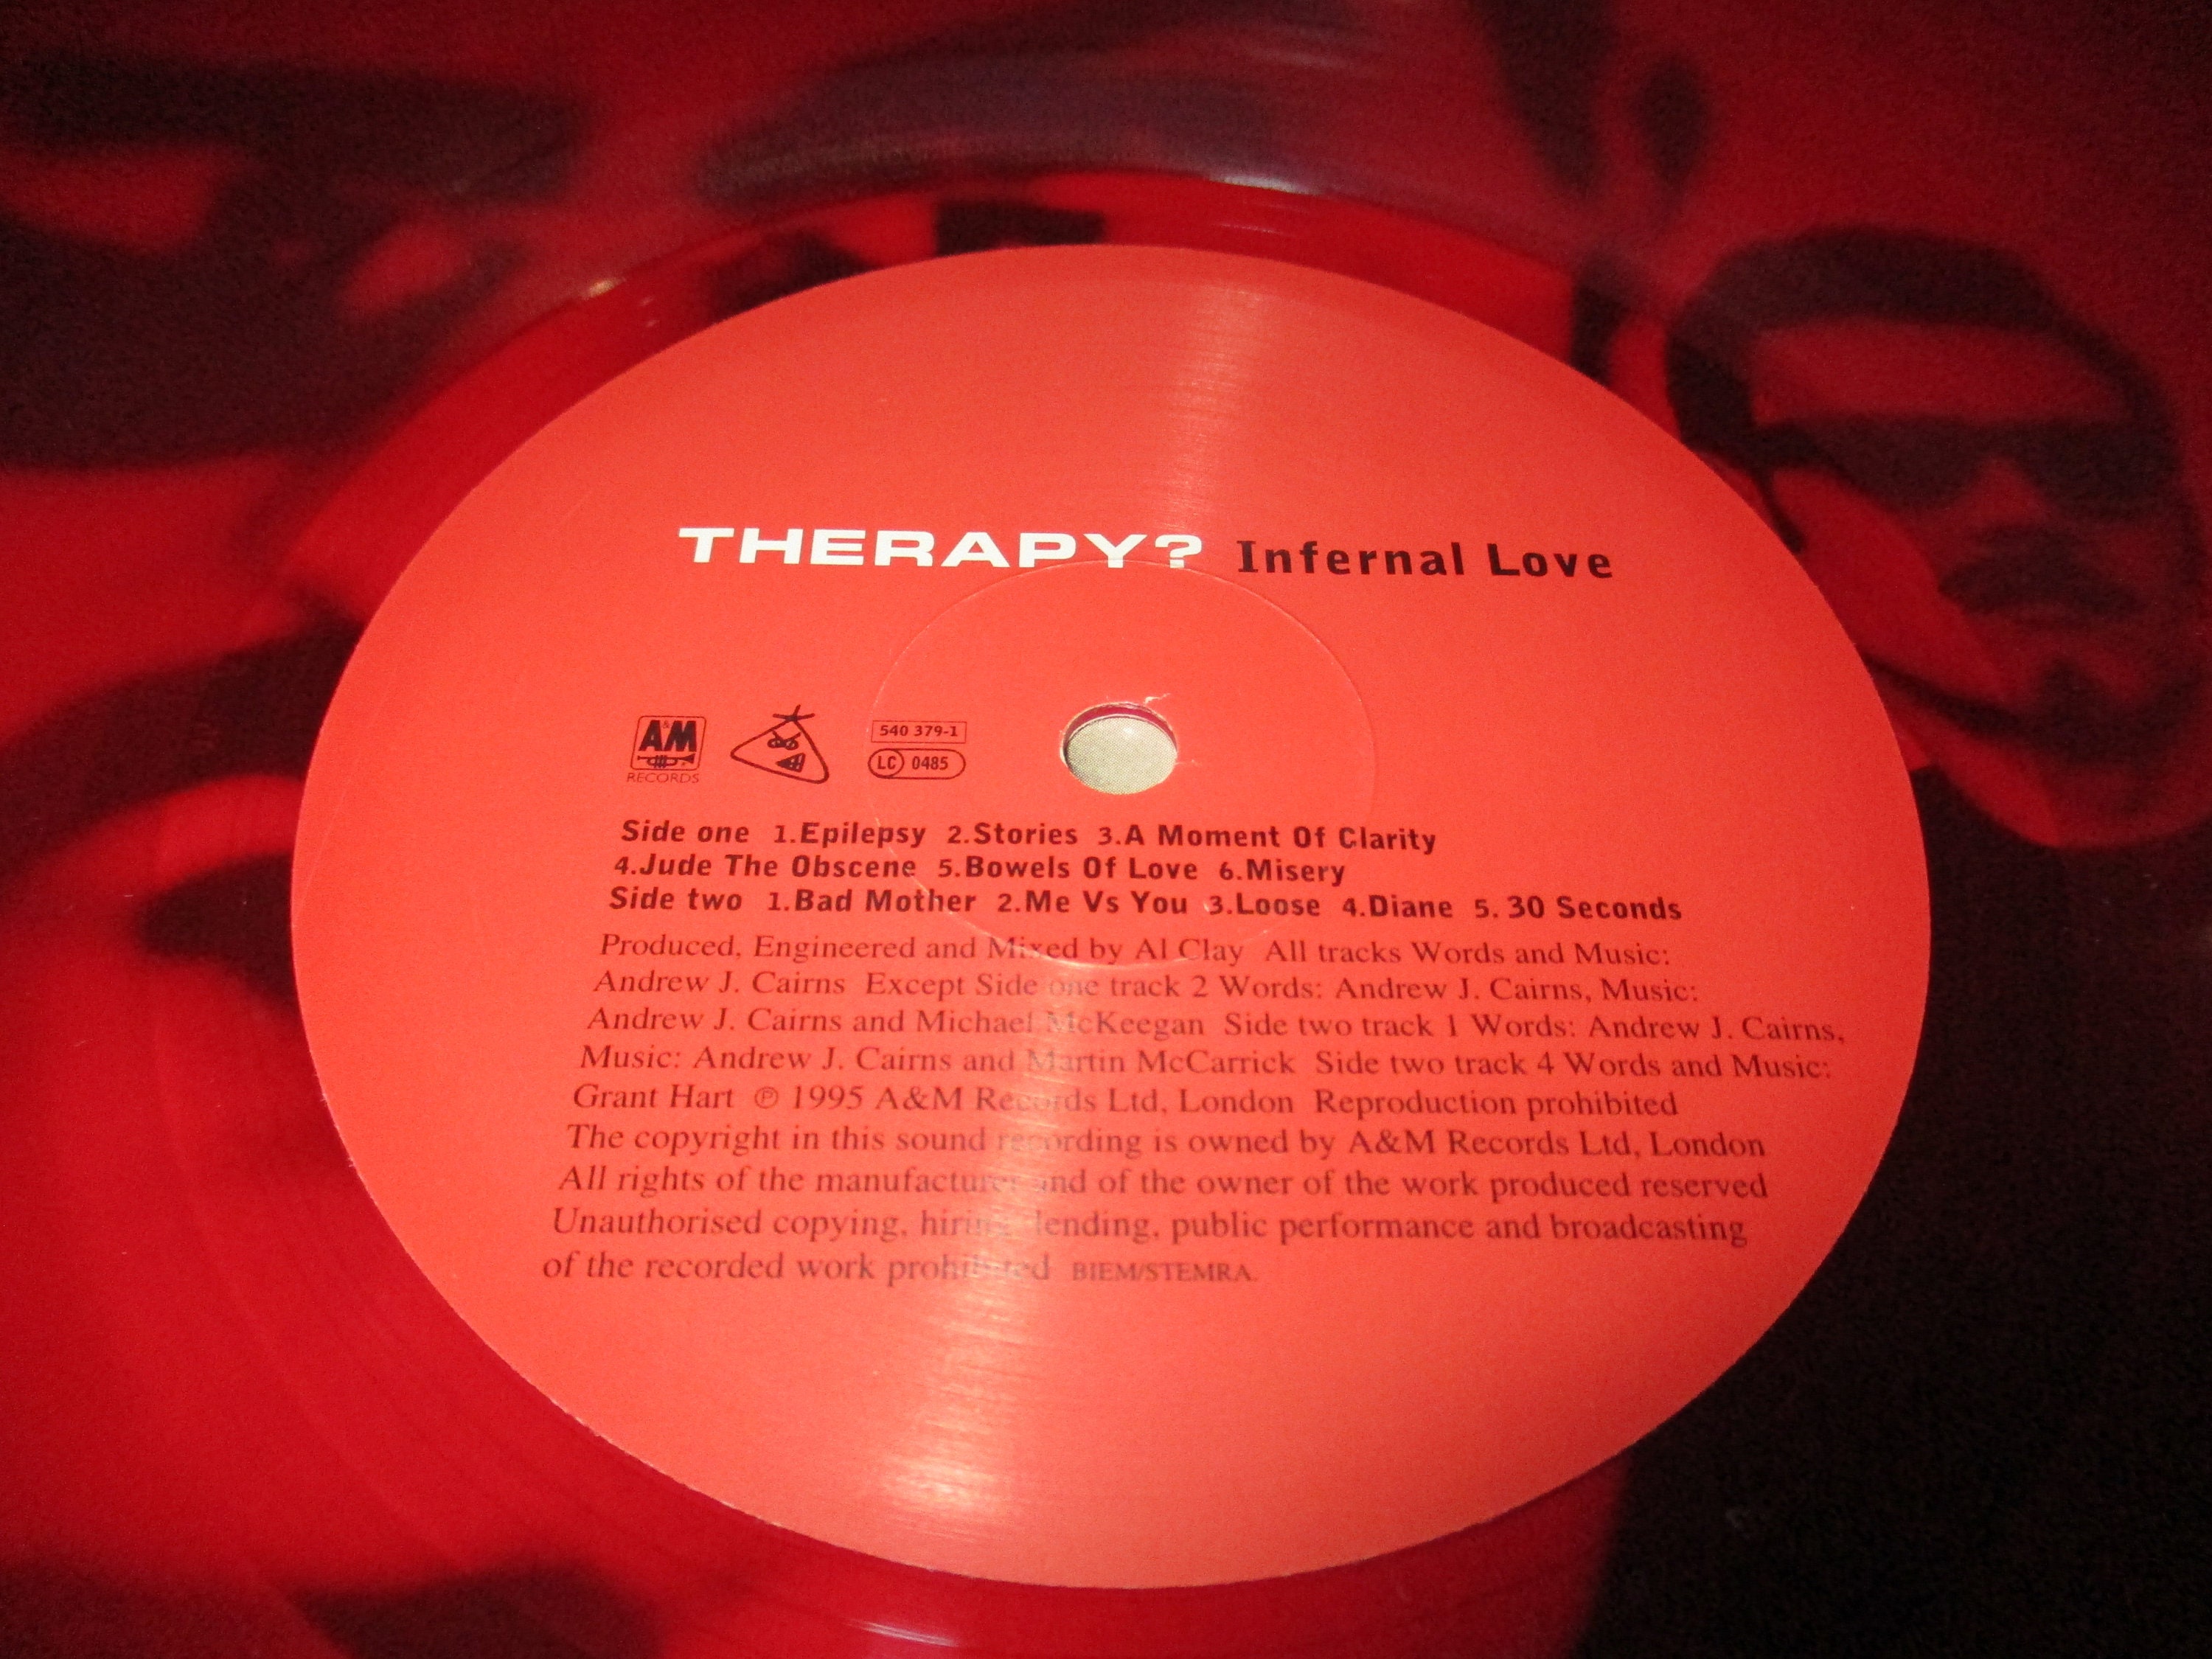 THERAPY? Infernal Love
A&M
RECORDS
540 379-1
LC 0485
Side one 1.Epilepsy 2.Stories 3.A Moment Of Clarity
4.Jude The Obscene 5.Bowels Of Love 6.Misery
Side two 1.Bad Mother 2.Me Vs You 3.Loose 4.Diane 5. 30 Seconds
Produced, Engineered and Mixed by Al Clay All tracks Words and Music:
Andrew J. Cairns Except Side one track 2 Words: Andrew J. Cairns, Music:
Andrew J. Cairns and Michael McKeegan Side two track 1 Words: Andrew J. Cairns,
Music: Andrew J. Cairns and Martin McCarrick Side two track 4 Words and Music:
Grant Hart ℗ 1995 A&M Records Ltd, London Reproduction prohibited
The copyright in this sound recording is owned by A&M Records Ltd, London
All rights of the manufacturer and of the owner of the work produced reserved
Unauthorised copying, hiring, lending, public performance and broadcasting
of the recorded work prohibited BIEM/STEMRA.